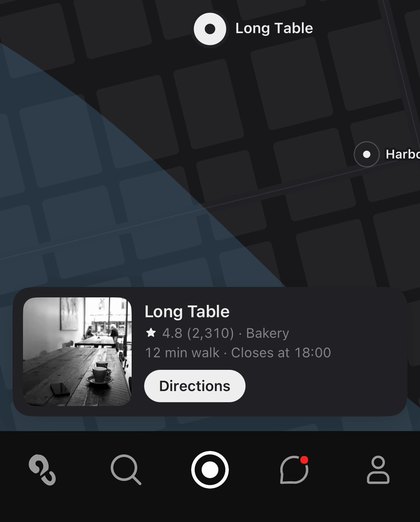 Long Table
Harbo
Long Table
4.8 (2,310) · Bakery
12 min walk · Closes at 18:00
Directions